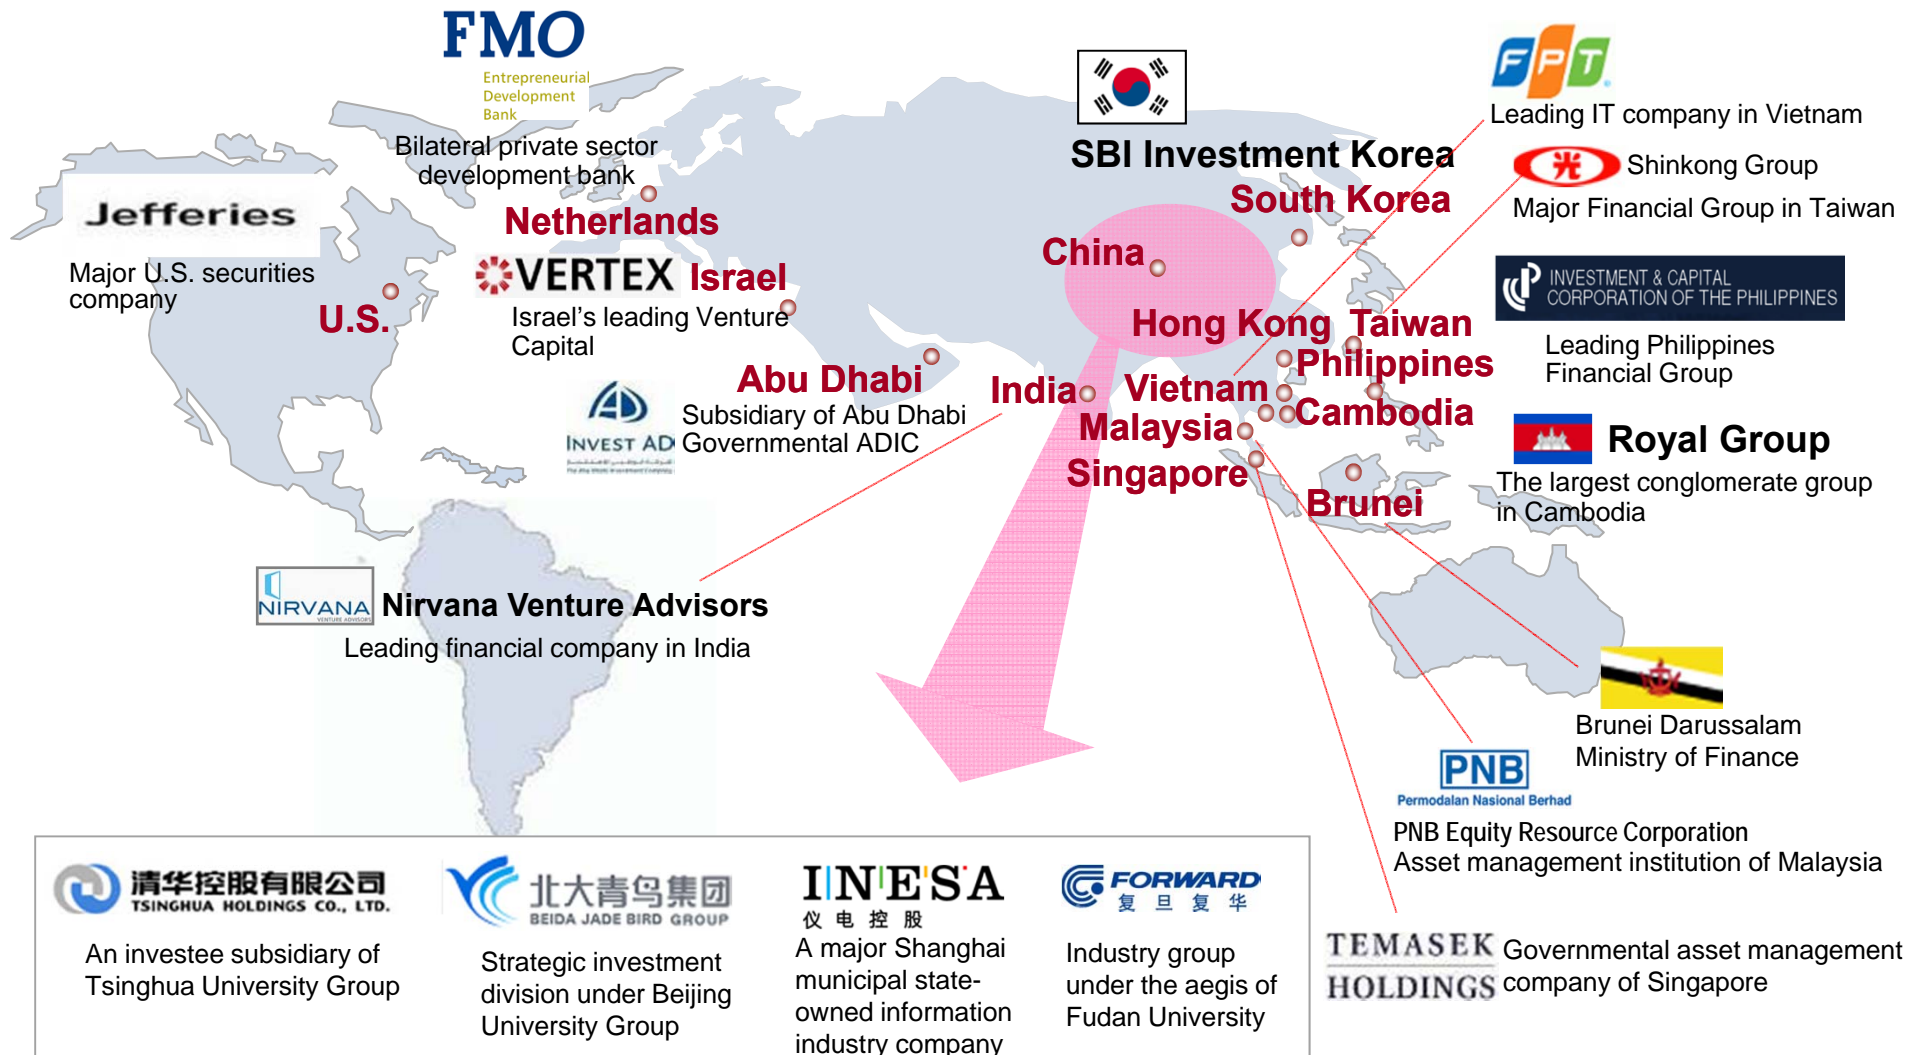 FMO
Entrepreneurial
Development
Bank
Bilateral private sector
development bank
Netherlands
Jefferies
Major U.S. securities
company
U.S.
VERTEX
Israel
Israel's leading Venture
Capital
Abu Dhabi
INVEST AD
Subsidiary of Abu Dhabi
Governmental ADIC
SBI Investment Korea
South Korea
China
Hong Kong
Taiwan
Philippines
India
Vietnam
Cambodia
Malaysia
Singapore
Brunei
FPT
Leading IT company in Vietnam
光
Shinkong Group
Major Financial Group in Taiwan
INVESTMENT & CAPITAL
CORPORATION OF THE PHILIPPINES
Leading Philippines
Financial Group
Royal Group
The largest conglomerate group
in Cambodia
NIRVANA
VENTURE ADVISORS
Nirvana Venture Advisors
Leading financial company in India
Brunei Darussalam
Ministry of Finance
PNB
Permodalan Nasional Berhad
PNB Equity Resource Corporation
Asset management institution of Malaysia
TEMASEK
HOLDINGS
Governmental asset management
company of Singapore
清华控股有限公司
TSINGHUA HOLDINGS CO., LTD.
An investee subsidiary of
Tsinghua University Group
北大青鸟集团
BEIDA JADE BIRD GROUP
Strategic investment
division under Beijing
University Group
INESA
仪电控股
A major Shanghai
municipal state-
owned information
industry company
FORWARD
复旦复华
Industry group
under the aegis of
Fudan University